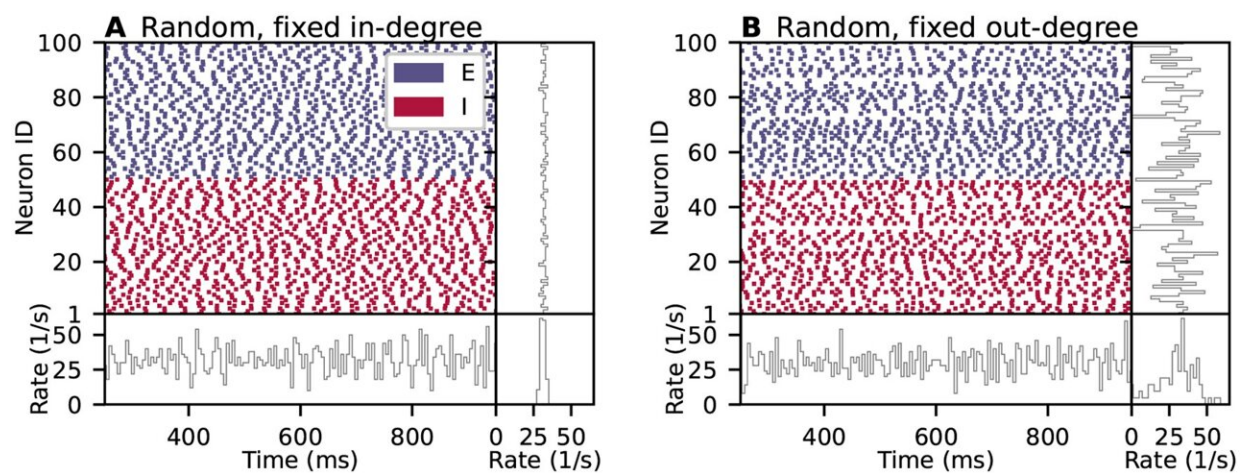 A Random, fixed in-degree
100
80
60
40
20
1
Neuron ID
E
I
50
25
0
Rate (1/s)
400 600 800
Time (ms)
0 25 50
Rate (1/s)
B Random, fixed out-degree
100
80
60
40
20
1
Neuron ID
50
25
0
Rate (1/s)
400 600 800
Time (ms)
0 25 50
Rate (1/s)